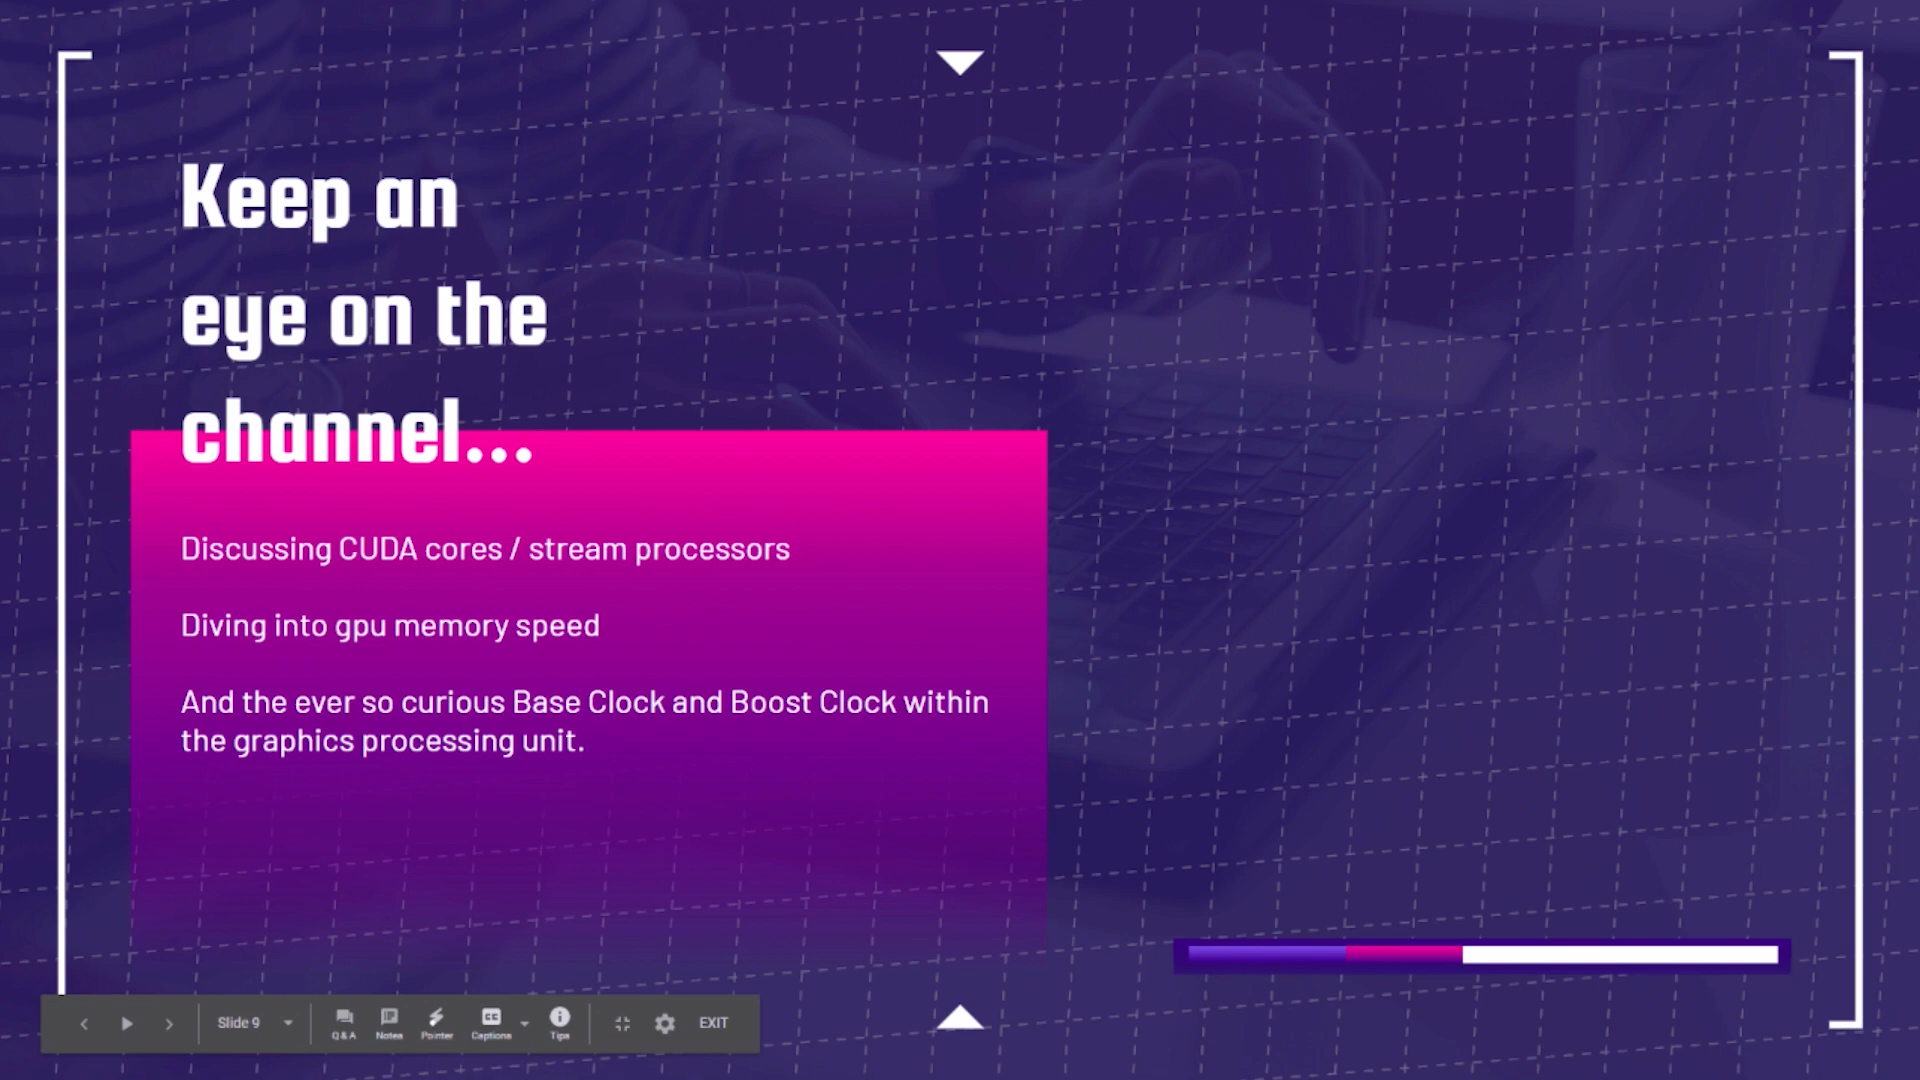 Keep an
eye on the
channel...
Discussing CUDA cores / stream processors
Diving into gpu memory speed
And the ever so curious Base Clock and Boost Clock within
the graphics processing unit.
Slide 9
Q & A
Notes
Pointer
CC
Captions
Tips
EXIT